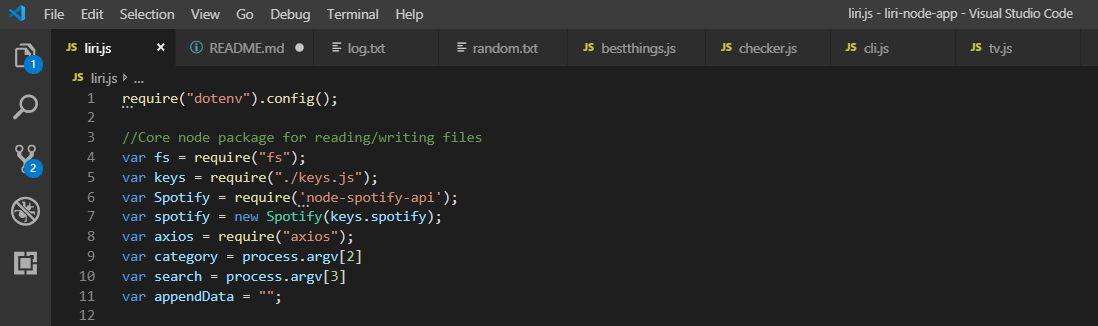 File Edit Selection View Go Debug Terminal Help liri.js - liri-node-app - Visual Studio Code
JS liri.js × README.md ● log.txt random.txt JS bestthings.js JS checker.js JS cli.js JS tv.js
JS liri.js ...
1
2
1 require("dotenv").config();
2
3 //Core node package for reading/writing files
4 var fs = require("fs");
5 var keys = require("./keys.js");
6 var Spotify = require('node-spotify-api');
7 var spotify = new Spotify(keys.spotify);
8 var axios = require("axios");
9 var category = process.argv[2]
10 var search = process.argv[3]
11 var appendData = "";
12